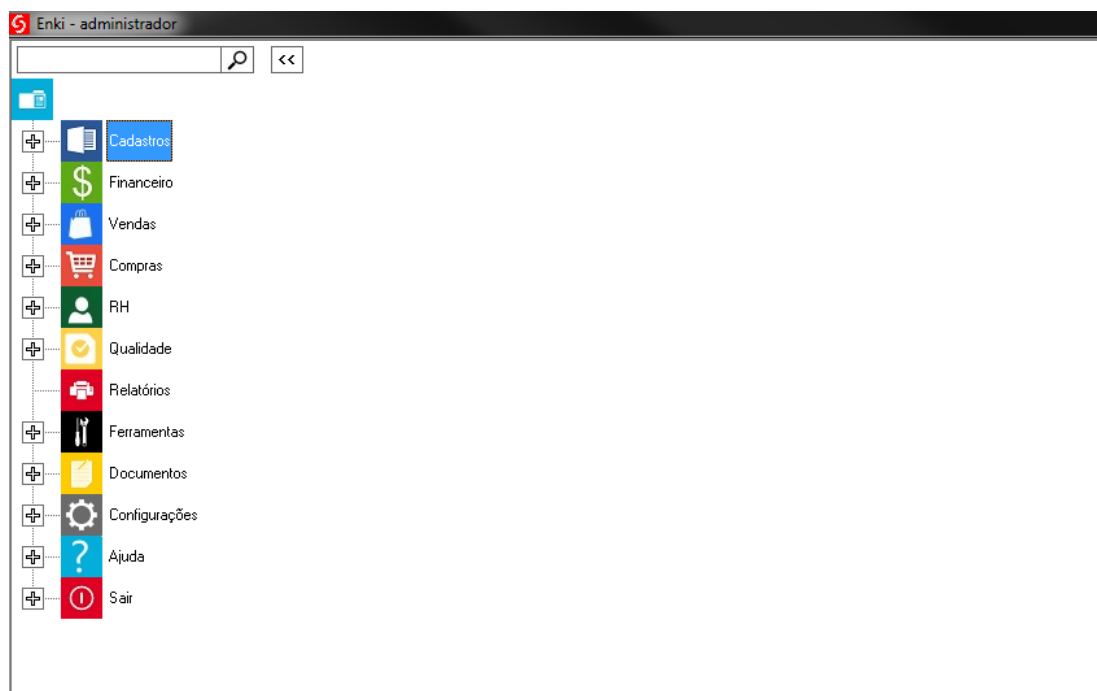 Enki - administrador
<<
Cadastros
Financeiro
Vendas
Compras
RH
Qualidade
Relatórios
Ferramentas
Documentos
Configurações
Ajuda
Sair